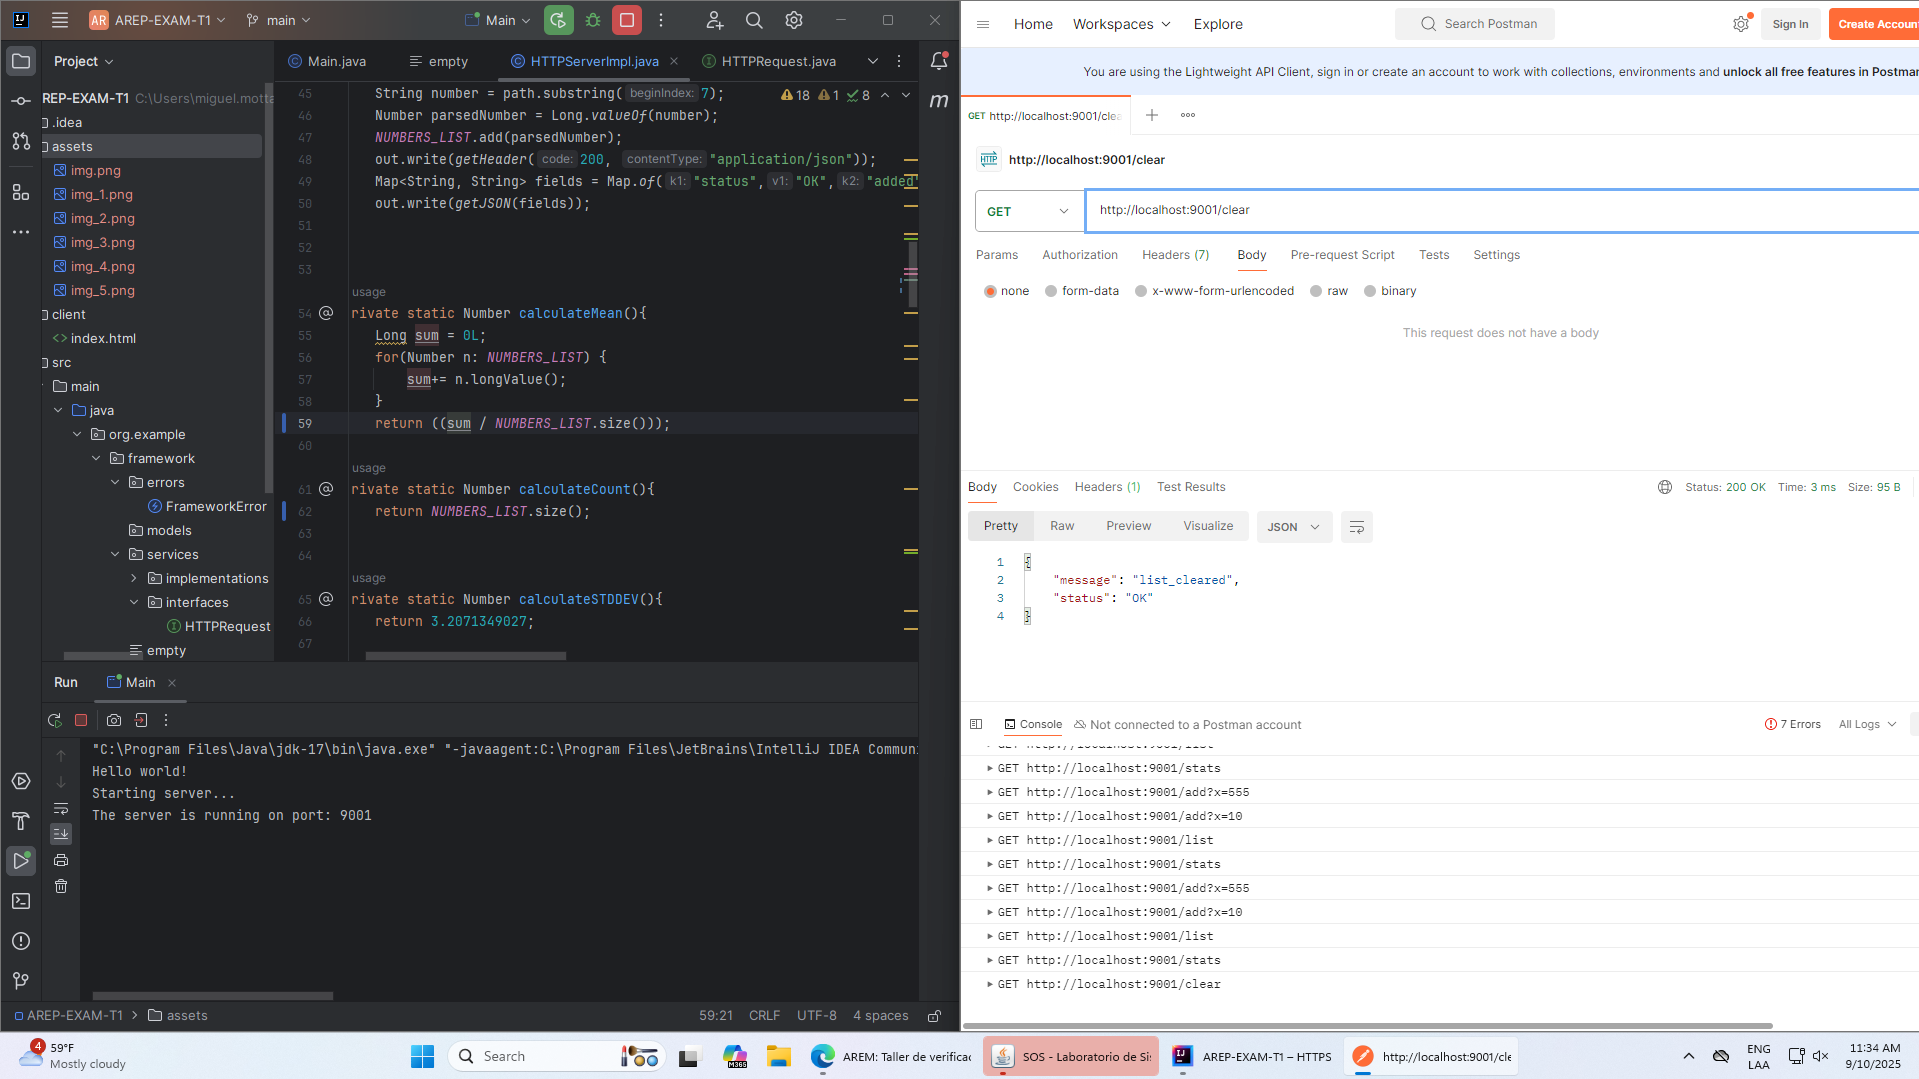 AR AREP-EXAM-T1 main Main
Project
Main.java empty HTTPServerImpl.java HTTPRequest.java
REP-EXAM-T1 C:\Users\miguel.motta
.idea
assets
img.png
img_1.png
img_2.png
img_3.png
img_4.png
img_5.png
client
index.html
src
main
java
org.example
framework
errors
FrameworkError
models
services
implementations
interfaces
HTTPRequest
empty
18 1 8
45 String number = path.substring( beginIndex: 7);
46 Number parsedNumber = Long.valueOf(number);
47 NUMBERS_LIST.add(parsedNumber);
48 out.write(getHeader( code: 200, contentType: "application/json"));
49 Map<String, String> fields = Map.of( k1: "status", v1: "OK", k2: "added"
50 out.write(getJSON(fields));
51
52
53
usage
54 @ rivate static Number calculateMean(){
55 Long sum = 0L;
56 for(Number n: NUMBERS_LIST) {
57 sum+= n.longValue();
58 }
59 return ((sum / NUMBERS_LIST.size()));
60
usage
61 @ rivate static Number calculateCount(){
62 return NUMBERS_LIST.size();
63
64
usage
65 @ rivate static Number calculateSTDDEV(){
66 return 3.2071349027;
67
m
Run Main
"C:\Program Files\Java\jdk-17\bin\java.exe" "-javaagent:C:\Program Files\JetBrains\IntelliJ IDEA Commun
Hello world!
Starting server...
The server is running on port: 9001
AREP-EXAM-T1 assets 59:21 CRLF UTF-8 4 spaces
Home Workspaces Explore Search Postman Sign In Create Accoun
You are using the Lightweight API Client, sign in or create an account to work with collections, environments and unlock all free features in Postman
GET http://localhost:9001/clea
HTTP http://localhost:9001/clear
GET http://localhost:9001/clear
Params Authorization Headers (7) Body Pre-request Script Tests Settings
none form-data x-www-form-urlencoded raw binary
This request does not have a body
Body Cookies Headers (1) Test Results Status: 200 OK Time: 3 ms Size: 95 B
Pretty Raw Preview Visualize JSON
1 {
2 "message": "list_cleared",
3 "status": "OK"
4 }
Console Not connected to a Postman account 7 Errors All Logs
GET http://localhost:9001/list
GET http://localhost:9001/stats
GET http://localhost:9001/add?x=555
GET http://localhost:9001/add?x=10
GET http://localhost:9001/list
GET http://localhost:9001/stats
GET http://localhost:9001/add?x=555
GET http://localhost:9001/add?x=10
GET http://localhost:9001/list
GET http://localhost:9001/stats
GET http://localhost:9001/clear
4 59°F
Mostly cloudy
Search
M365
AREM: Taller de verificac
SOS - Laboratorio de Sis
AREP-EXAM-T1 – HTTPS
http://localhost:9001/cle
ENG
LAA
11:34 AM
9/10/2025